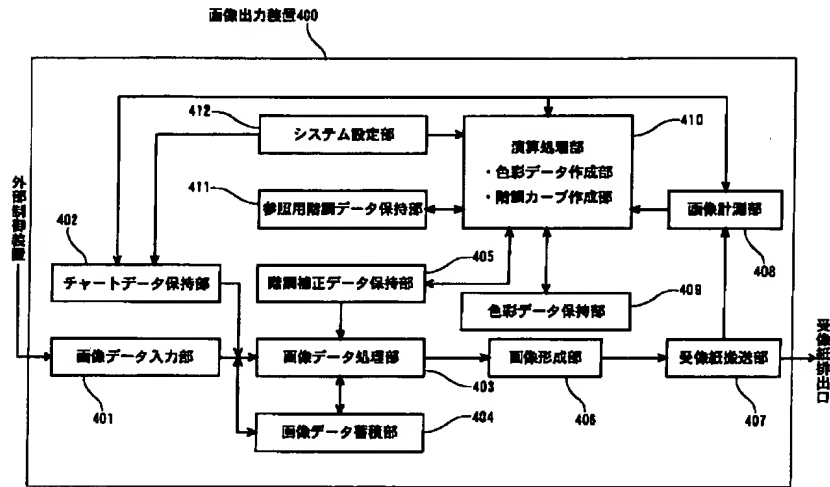 画像出力装置400
412
システム設定部
410
演算処理部
・色彩データ作成部
・階調カーブ作成部
外部制御装置
411
参照用階調データ保持部
画像計測部
408
402
チャートデータ保持部
405
階調補正データ保持部
409
色彩データ保持部
受像紙排出口
画像データ入力部
401
画像データ処理部
403
画像形成部
406
受像紙搬送部
407
画像データ蓄積部
404